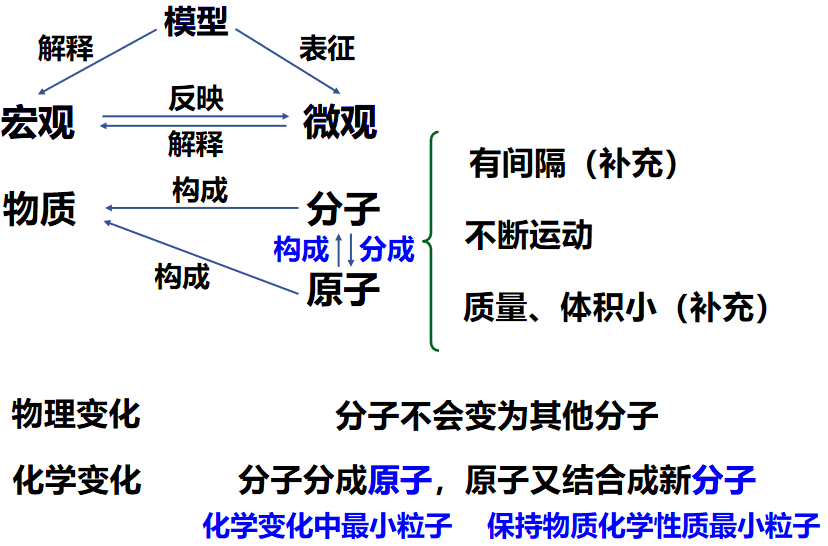 模型
解释
表征
宏观
反映
微观
解释
有间隔（补充）
物质
构成
分子
不断运动
构成
分成
构成
原子
质量、体积小（补充）
物理变化
分子不会变为其他分子
化学变化
分子分成原子，原子又结合成新分子
化学变化中最小粒子
保持物质化学性质最小粒子